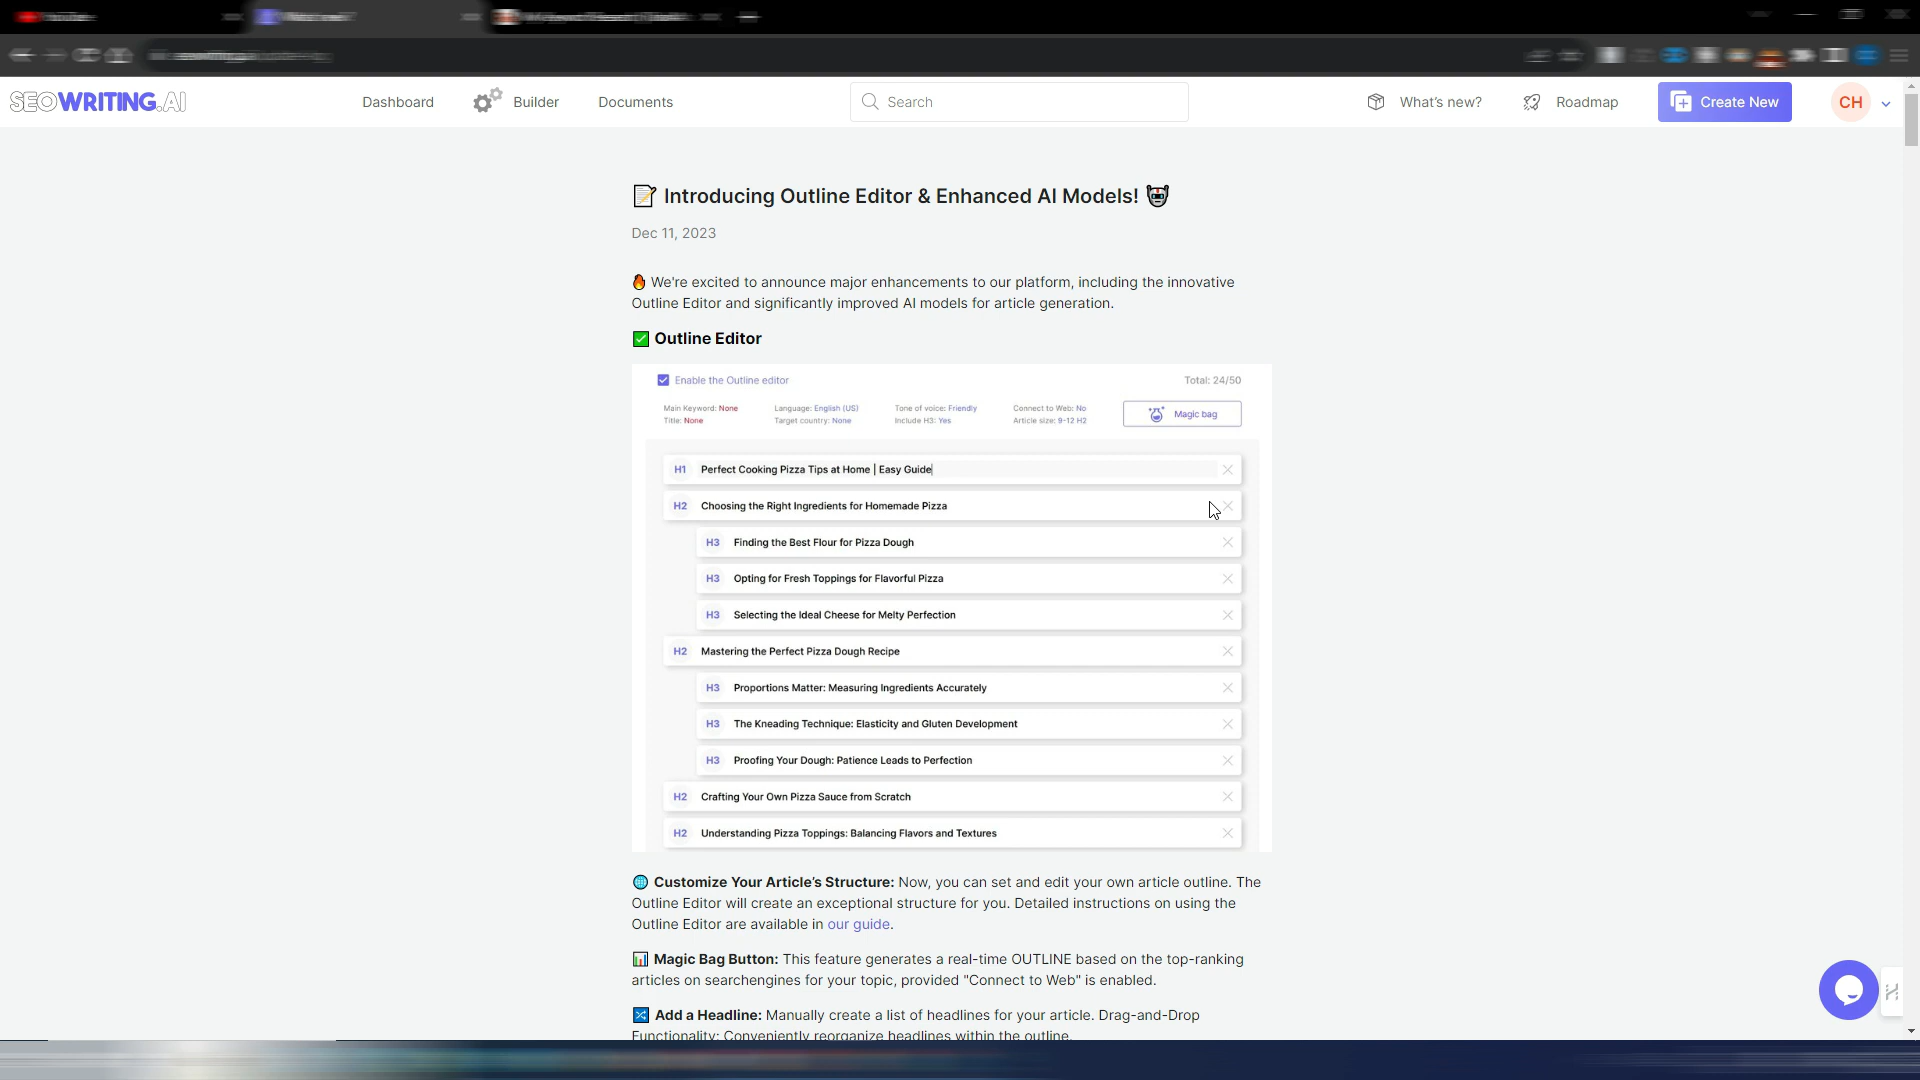 SEOWRITING.AI
Dashboard
Builder
Documents
Search
What's new?
Roadmap
Create New
CH
Introducing Outline Editor & Enhanced AI Models!
Dec 11, 2023
We're excited to announce major enhancements to our platform, including the innovative
Outline Editor and significantly improved AI models for article generation.
Outline Editor
Enable the Outline editor
Total: 24/50
Main Keyword: None
Language: English (US)
Tone of voice: Friendly
Connect to Web: No
Title: None
Target country: None
Include H3: Yes
Article size: 9-12 H2
Magic bag
H1 Perfect Cooking Pizza Tips at Home | Easy Guide
H2 Choosing the Right Ingredients for Homemade Pizza
H3 Finding the Best Flour for Pizza Dough
H3 Opting for Fresh Toppings for Flavorful Pizza
H3 Selecting the Ideal Cheese for Melty Perfection
H2 Mastering the Perfect Pizza Dough Recipe
H3 Proportions Matter: Measuring Ingredients Accurately
H3 The Kneading Technique: Elasticity and Gluten Development
H3 Proofing Your Dough: Patience Leads to Perfection
H2 Crafting Your Own Pizza Sauce from Scratch
H2 Understanding Pizza Toppings: Balancing Flavors and Textures
Customize Your Article's Structure: Now, you can set and edit your own article outline. The
Outline Editor will create an exceptional structure for you. Detailed instructions on using the
Outline Editor are available in our guide.
Magic Bag Button: This feature generates a real-time OUTLINE based on the top-ranking
articles on searchengines for your topic, provided "Connect to Web" is enabled.
Add a Headline: Manually create a list of headlines for your article. Drag-and-Drop
Functionality: Conveniently reorganize headlines within the outline.